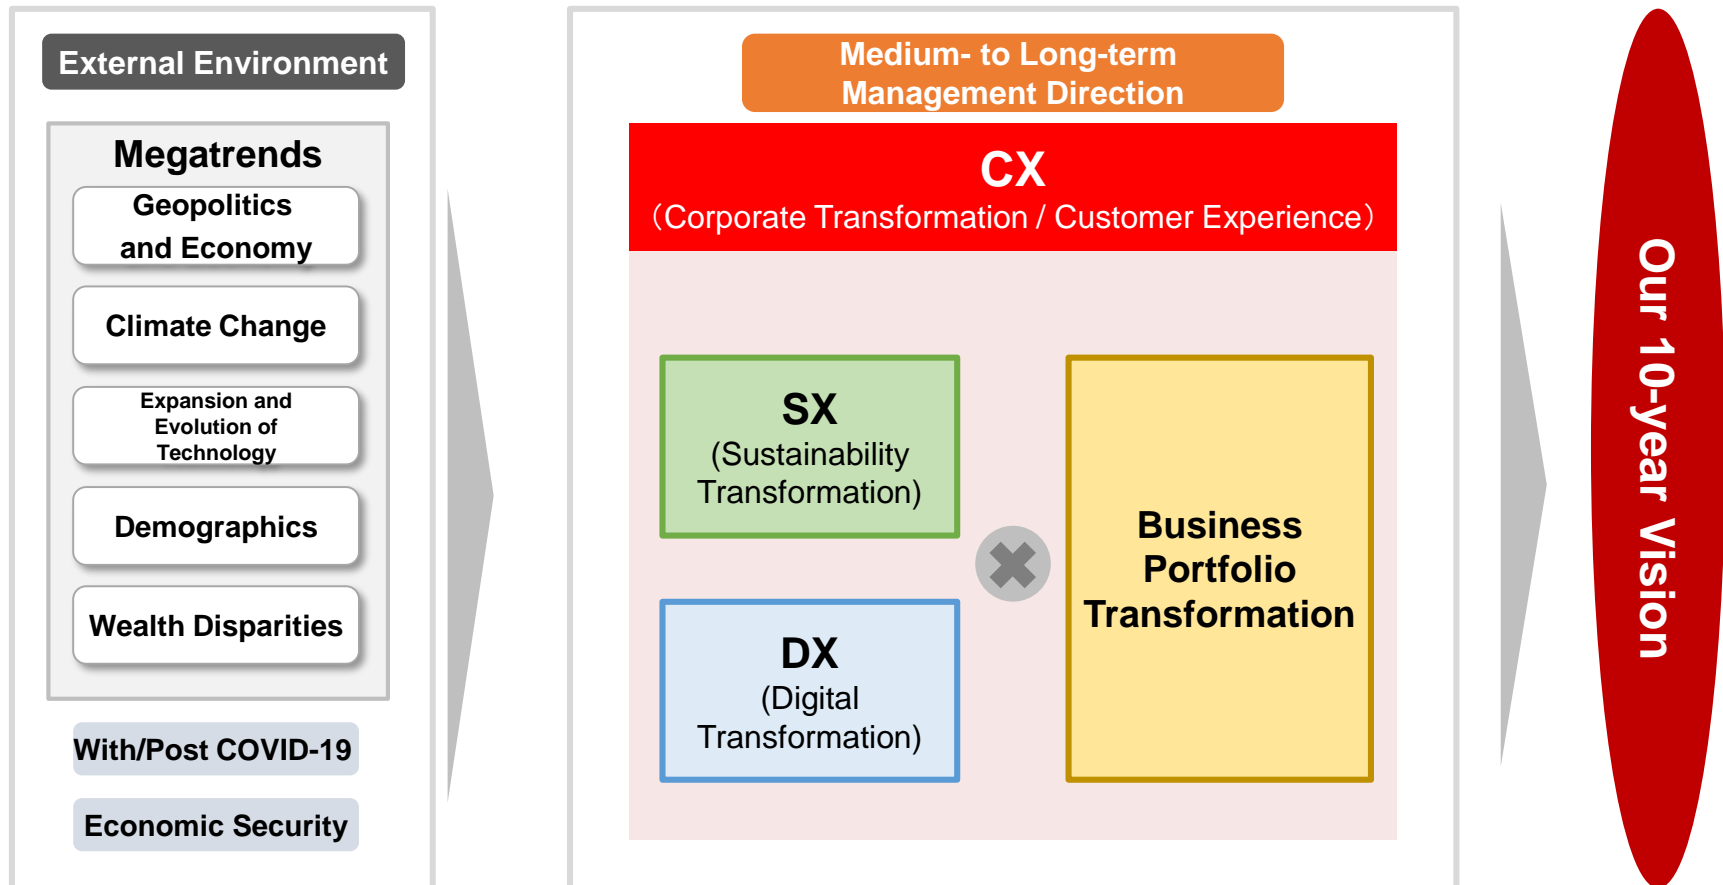 External Environment
Megatrends
Geopolitics
and Economy
Climate Change
Expansion and
Evolution of
Technology
Demographics
Wealth Disparities
With/Post COVID-19
Economic Security
Medium- to Long-term
Management Direction
CX
（Corporate Transformation / Customer Experience）
SX
(Sustainability
Transformation)
DX
(Digital
Transformation)
Business
Portfolio
Transformation
Our 10-year Vision